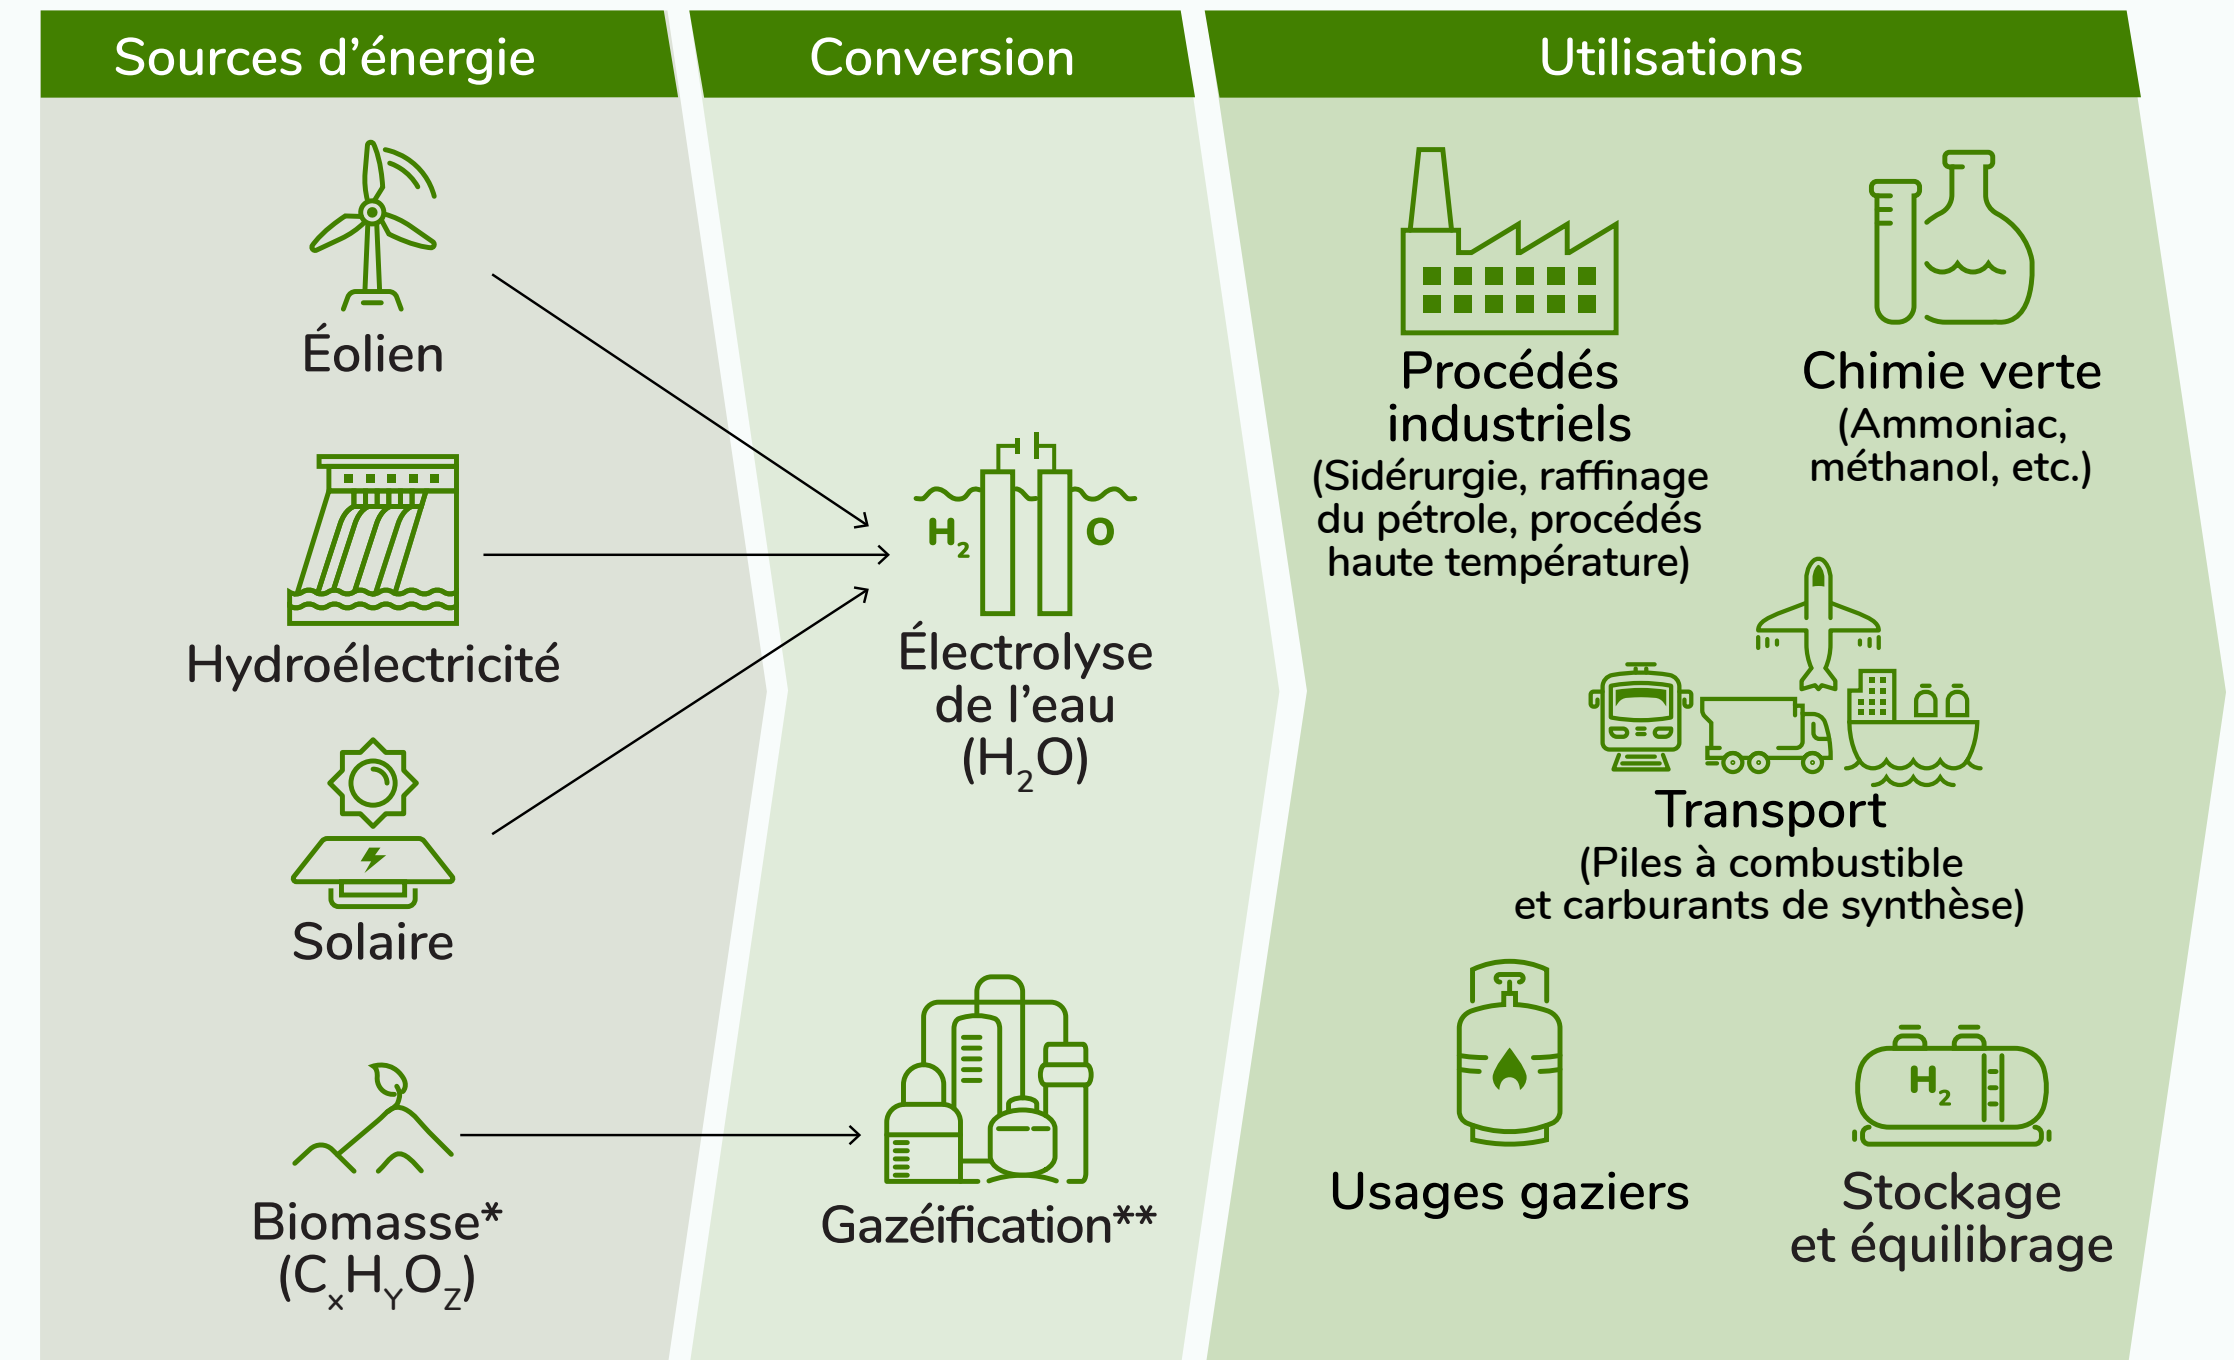 Sources d’énergie
Conversion
Utilisations
Éolien
Hydroélectricité
Solaire
Biomasse*
(CxHYOZ)
H2
O
Électrolyse
de l’eau
(H2O)
Gazéification**
Procédés
industriels
(Sidérurgie, raffinage
du pétrole, procédés
haute température)
Chimie verte
(Ammoniac,
méthanol, etc.)
Transport
(Piles à combustible
et carburants de synthèse)
Usages gaziers
H2
Stockage
et équilibrage